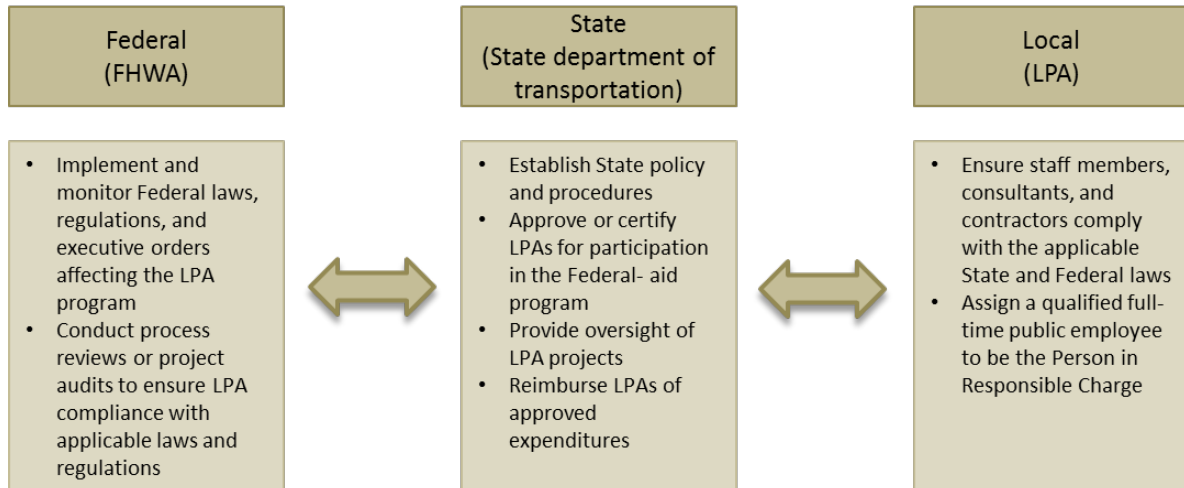 Federal
(FHWA)
State
(State department of
transportation)
Local
(LPA)
• Implement and
monitor Federal laws,
regulations, and
executive orders
affecting the LPA
program
• Conduct process
reviews or project
audits to ensure LPA
compliance with
applicable laws and
regulations
• Establish State policy
and procedures
• Approve or certify
LPAs for participation
in the Federal- aid
program
• Provide oversight of
LPA projects
• Reimburse LPAs of
approved
expenditures
• Ensure staff members,
consultants, and
contractors comply
with the applicable
State and Federal laws
• Assign a qualified full-
time public employee
to be the Person in
Responsible Charge